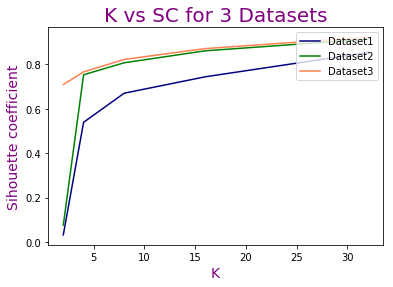 K vs SC for 3 Datasets
Sihouette coefficient
0.8
0.6
0.4
0.2
0.0
Dataset1
Dataset2
Dataset3
5 10 15 20 25 30
K